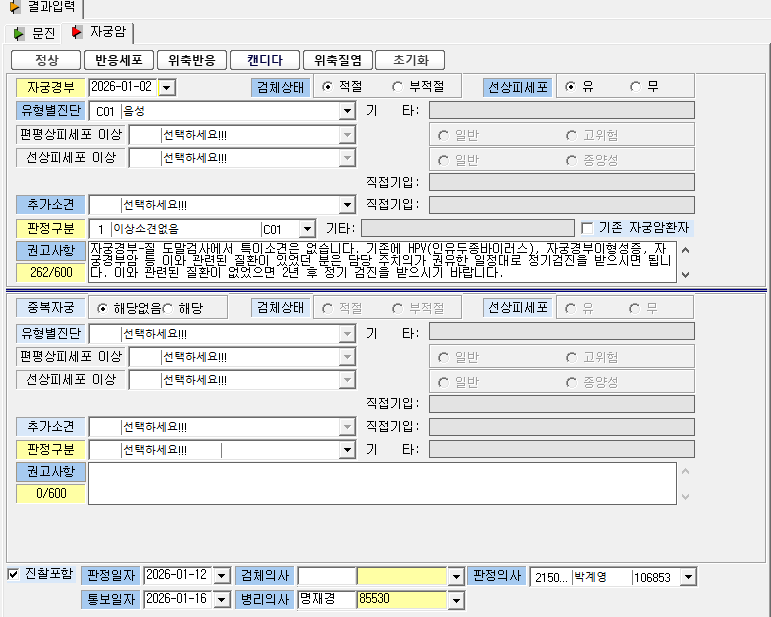 결과입력
문진 자궁암
정상 반응세포 위축반응 캔디다 위축질염 초기화
자궁경부 2026-01-02 검체상태 적절 부적절 선상피세포 유 무
유형별진단 C01 음성 기 타:
편평상피세포 이상 선택하세요!!! 일반 고위험
선상피세포 이상 선택하세요!!! 일반 종양성
직접기입:
추가소견 선택하세요!!! 직접기입:
판정구분 1 이상소견없음 C01 기타: 기존 자궁암환자
권고사항 자궁경부-질 도말검사에서 특이소견은 없습니다. 기존에 HPV(인유두종바이러스), 자궁경부이형성증, 자
궁경부암 등 이와 관련된 질환이 있었던 분은 담당 주치의가 권유한 일정대로 정기검진을 받으시면 됩니
262/600 다. 이와 관련된 질환이 없었으면 2년 후 정기 검진을 받으시기 바랍니다.
중복자궁 해당없음 해당 검체상태 적절 부적절 선상피세포 유 무
유형별진단 선택하세요!!! 기 타:
편평상피세포 이상 선택하세요!!! 일반 고위험
선상피세포 이상 선택하세요!!! 일반 종양성
직접기입:
추가소견 선택하세요!!! 직접기입:
판정구분 선택하세요!!! 기 타:
권고사항
0/600
진찰포함 판정일자 2026-01-12 검체의사 판정의사 2150... 박계영 106853
통보일자 2026-01-16 병리의사 명재경 85530